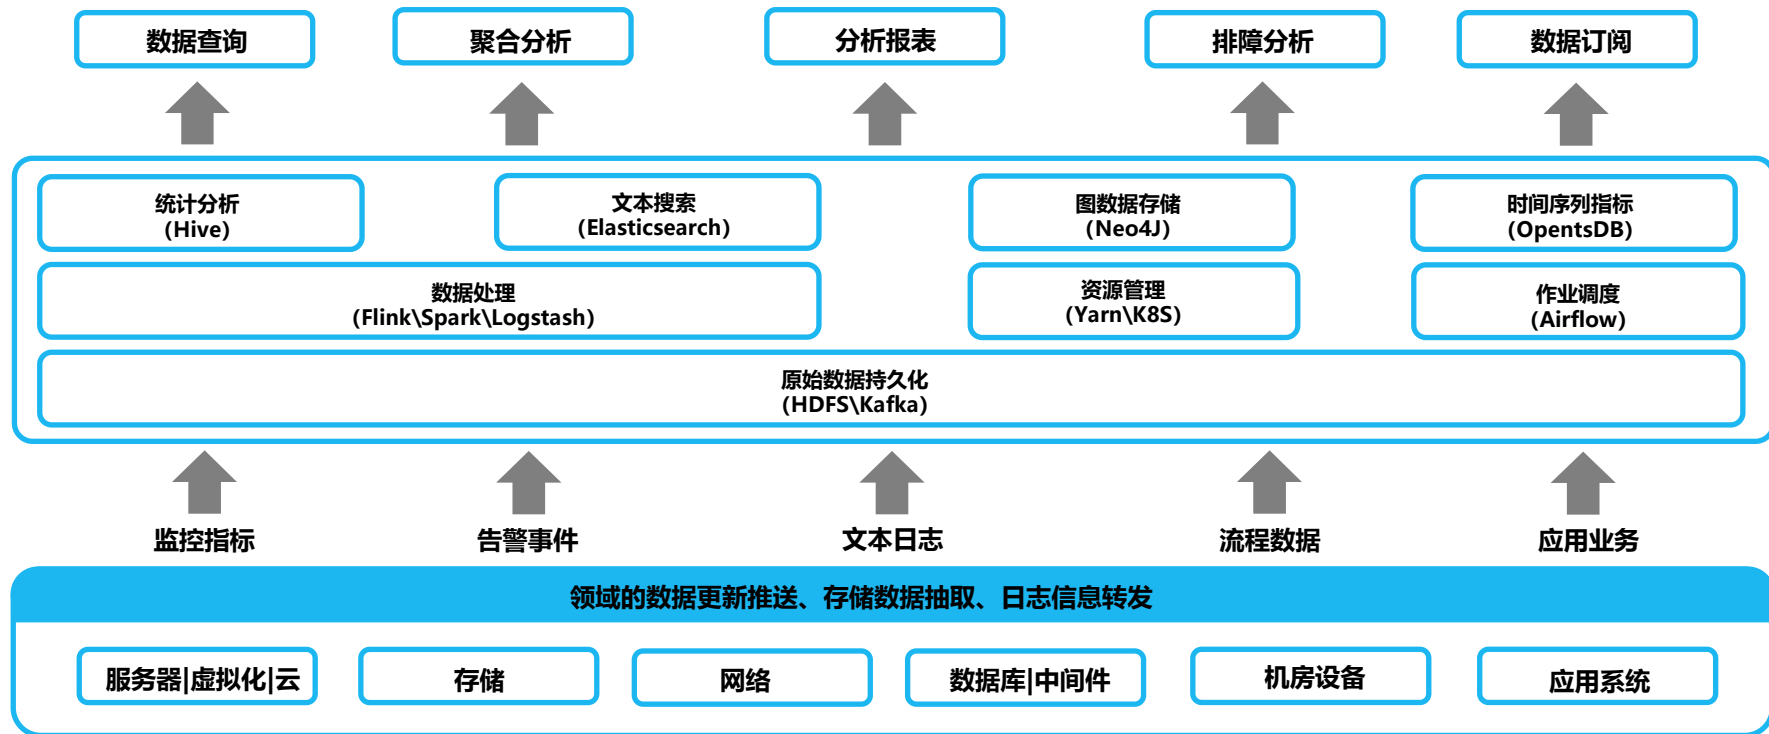 数据查询
聚合分析
分析报表
排障分析
数据订阅
统计分析
(Hive)
文本搜索
(Elasticsearch)
图数据存储
(Neo4J)
时间序列指标
(OpentsDB)
数据处理
(Flink\Spark\Logstash)
资源管理
(Yarn\K8S)
作业调度
(Airflow)
原始数据持久化
(HDFS\Kafka)
监控指标
告警事件
文本日志
流程数据
应用业务
领域的数据更新推送、存储数据抽取、日志信息转发
服务器|虚拟化|云
存储
网络
数据库|中间件
机房设备
应用系统